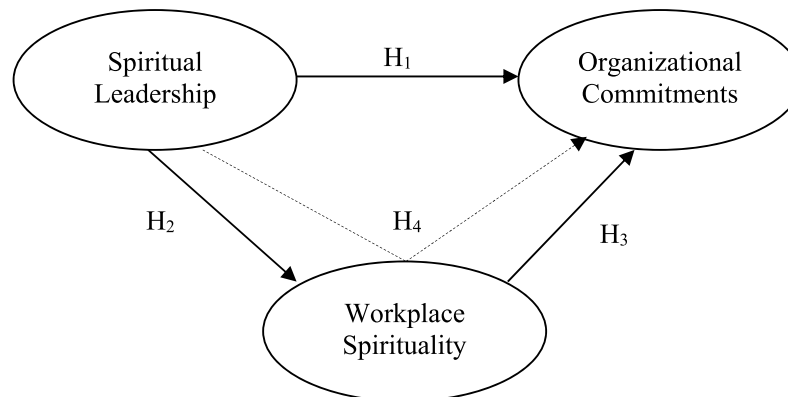 Spiritual
Leadership
H₁
Organizational
Commitments
H₂
H₄
H₃
Workplace
Spirituality